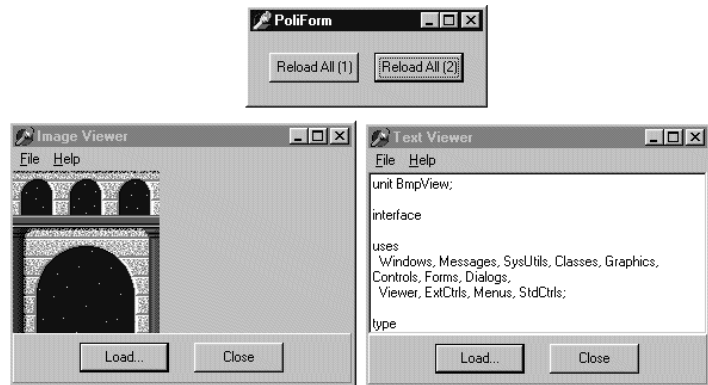 PoliForm
Reload All (1) Reload All (2)
Image Viewer
File Help
Load... Close
Text Viewer
File Help
unit BmpView;
interface
uses
Windows, Messages, SysUtils, Classes, Graphics,
Controls, Forms, Dialogs,
Viewer, ExtCtrls, Menus, StdCtrls;
type
Load... Close